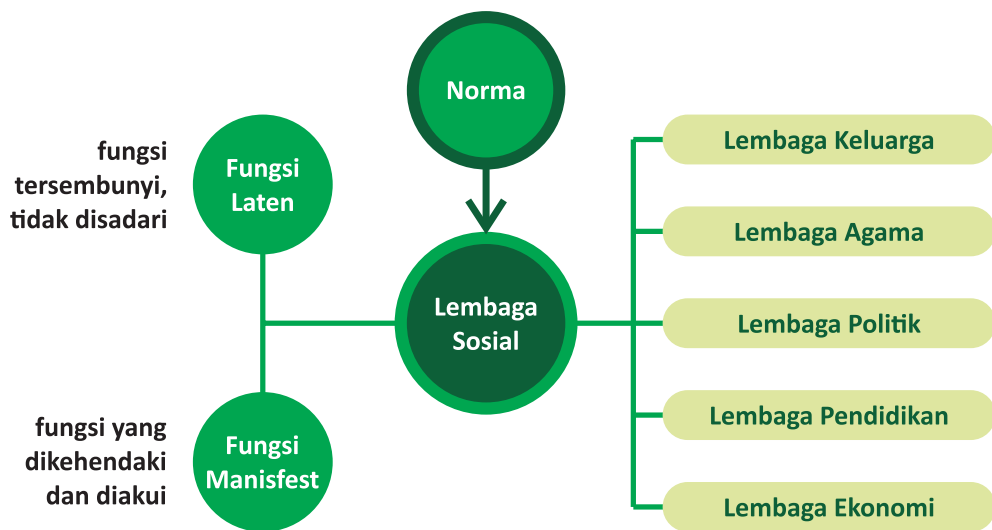 Norma
fungsi
tersembunyi,
tidak disadari
Fungsi
Laten
Lembaga
Sosial
fungsi yang
dikehendaki
dan diakui
Fungsi
Manisfest
Lembaga Keluarga
Lembaga Agama
Lembaga Politik
Lembaga Pendidikan
Lembaga Ekonomi